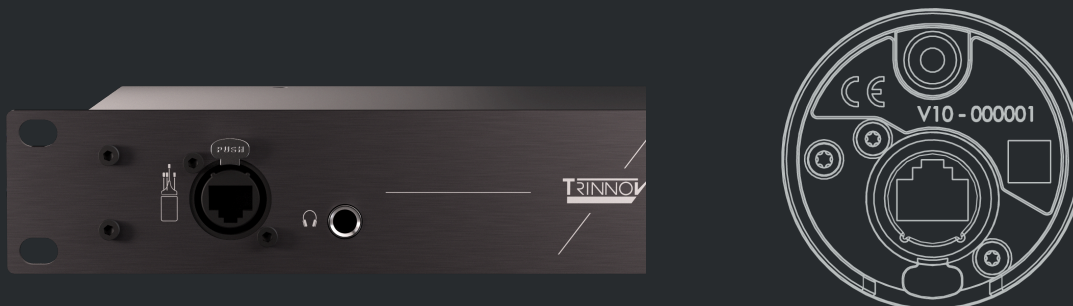 PUSH
TRINNOV
CE
V10 - 000001